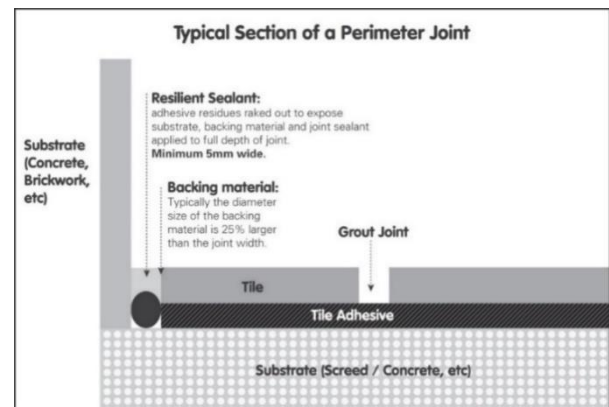 Typical Section of a Perimeter Joint
Resilient Sealant:
adhesive residues raked out to expose
substrate, backing material and joint sealant
applied to full depth of joint.
Minimum 5mm wide.
Substrate
(Concrete,
Brickwork,
etc)
Backing material:
Typically the diameter
size of the backing
material is 25% larger
than the joint width.
Grout Joint
Tile
Tile Adhesive
Substrate (Screed / Concrete, etc)